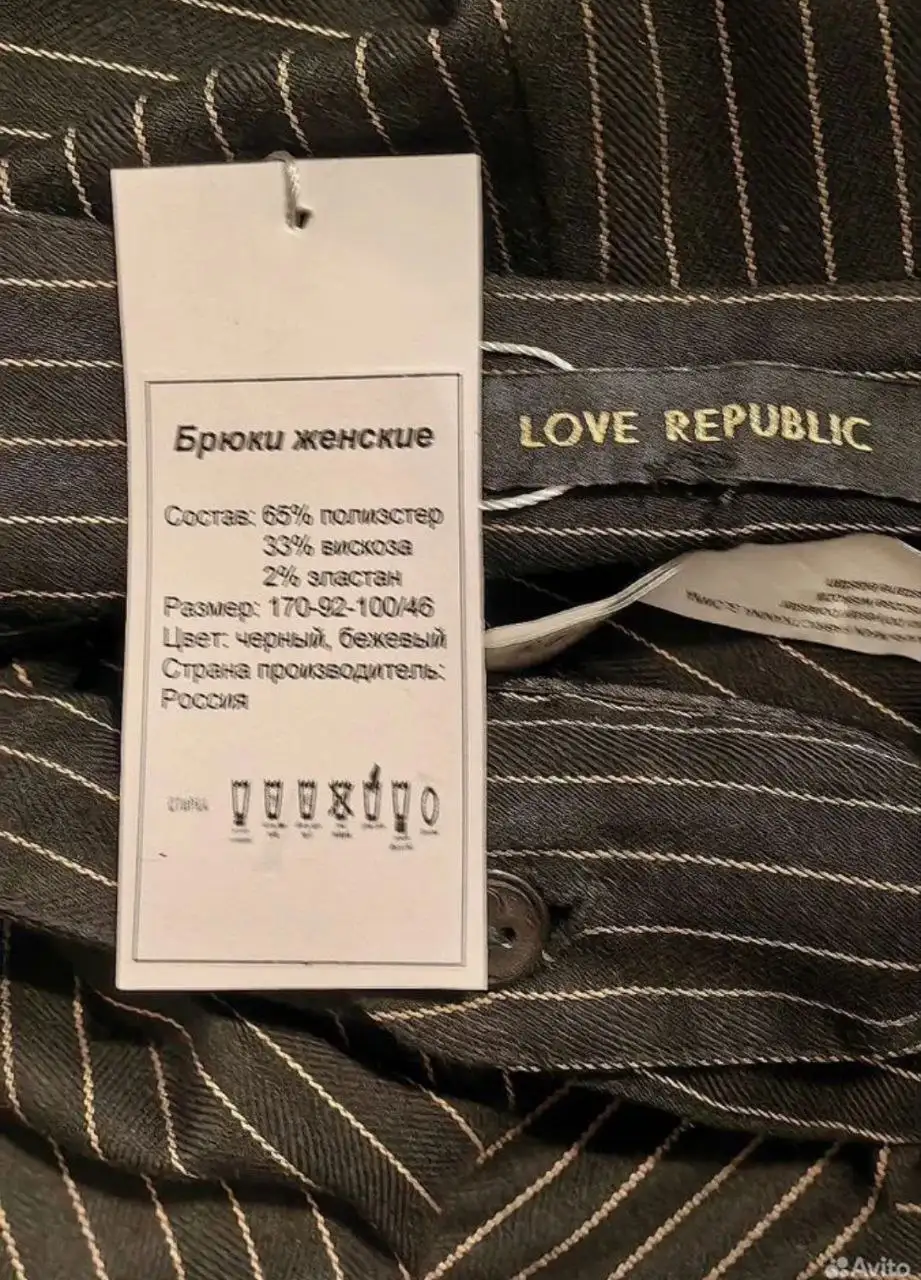 Брюки женские
Состав: 65% полиэстер
33% вискоза
2% эластан
Размер: 170-92-100/46
Цвет: черный, бежевый
Страна производитель:
Россия
LOVE REPUBLIC
Avito